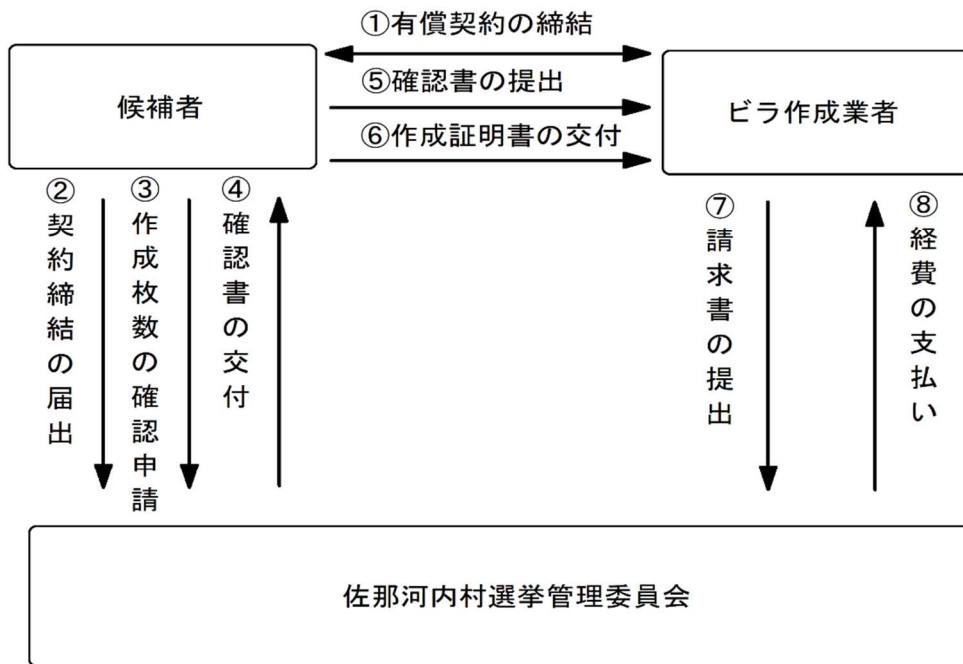 ①有償契約の締結
候補者
⑤確認書の提出
⑥作成証明書の交付
ビラ作成業者
②契約締結の届出
③作成枚数の確認申請
④確認書の交付
⑦請求書の提出
⑧経費の支払い
佐那河内村選挙管理委員会